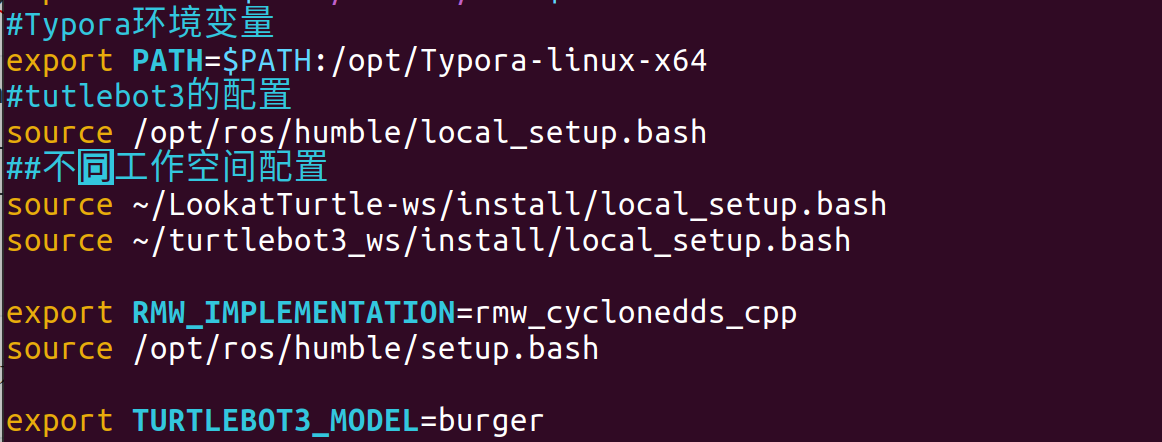 #Typora环境变量
export PATH=$PATH:/opt/Typora-linux-x64
#tutlebot3的配置
source /opt/ros/humble/local_setup.bash
##不同工作空间配置
source ~/LookatTurtle-ws/install/local_setup.bash
source ~/turtlebot3_ws/install/local_setup.bash
export RMW_IMPLEMENTATION=rmw_cyclonedds_cpp
source /opt/ros/humble/setup.bash
export TURTLEBOT3_MODEL=burger